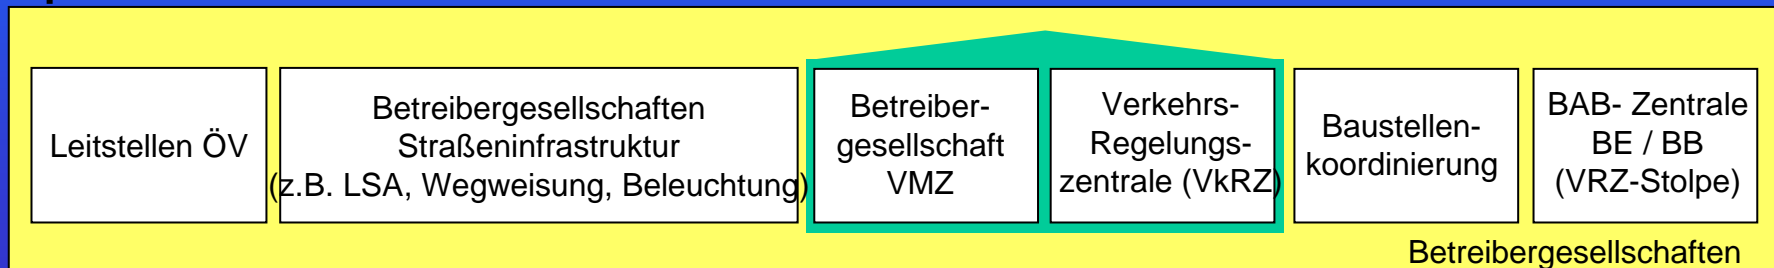 Leitstellen ÖV
Betreibergesellschaften
Straßeninfrastruktur
(z.B. LSA, Wegweisung, Beleuchtung)
Betreiber-
gesellschaft
VMZ
Verkehrs-
Regelungs-
zentrale (VkRZ)
Baustellen-
koordinierung
BAB- Zentrale
BE / BB
(VRZ-Stolpe)
Betreibergesellschaften